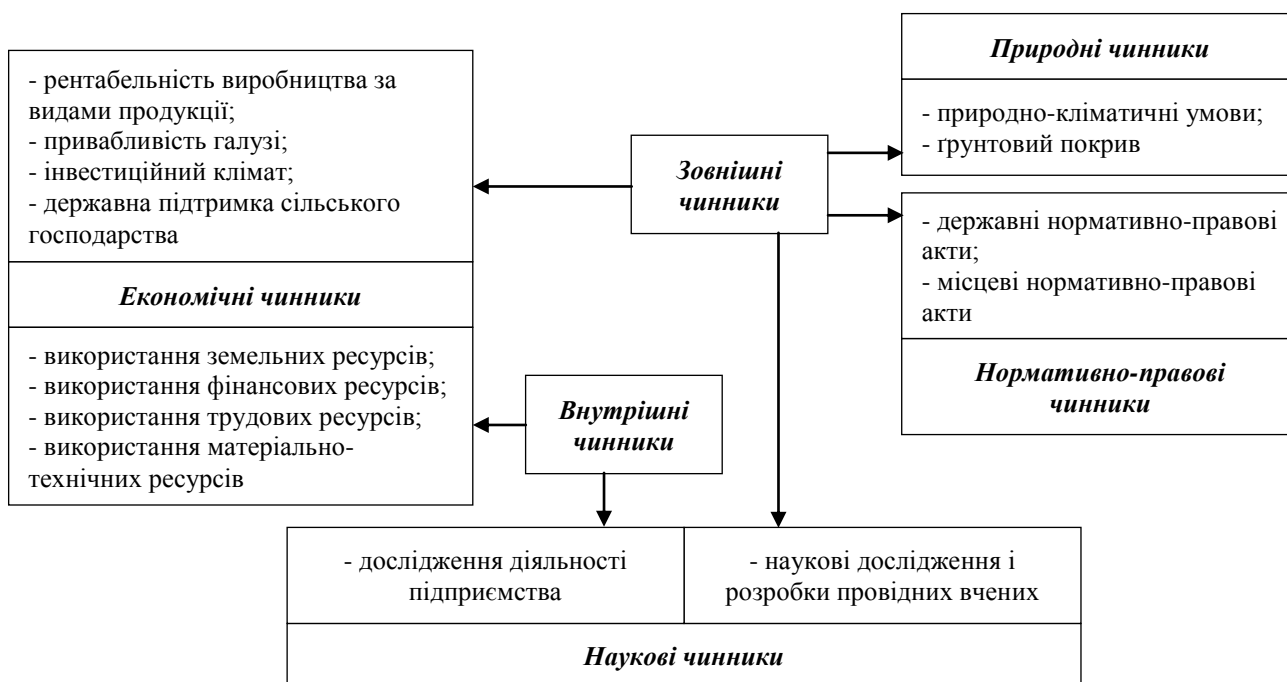 - рентабельність виробництва за
видами продукції;
- привабливість галузі;
- інвестиційний клімат;
- державна підтримка сільського
господарства
Економічні чинники
- використання земельних ресурсів;
- використання фінансових ресурсів;
- використання трудових ресурсів;
- використання матеріально-
технічних ресурсів
Зовнішні
чинники
Внутрішні
чинники
Природні чинники
- природно-кліматичні умови;
- ґрунтовий покрив
- державні нормативно-правові
акти;
- місцеві нормативно-правові
акти
Нормативно-правові
чинники
- дослідження діяльності
підприємства
- наукові дослідження і
розробки провідних вчених
Наукові чинники